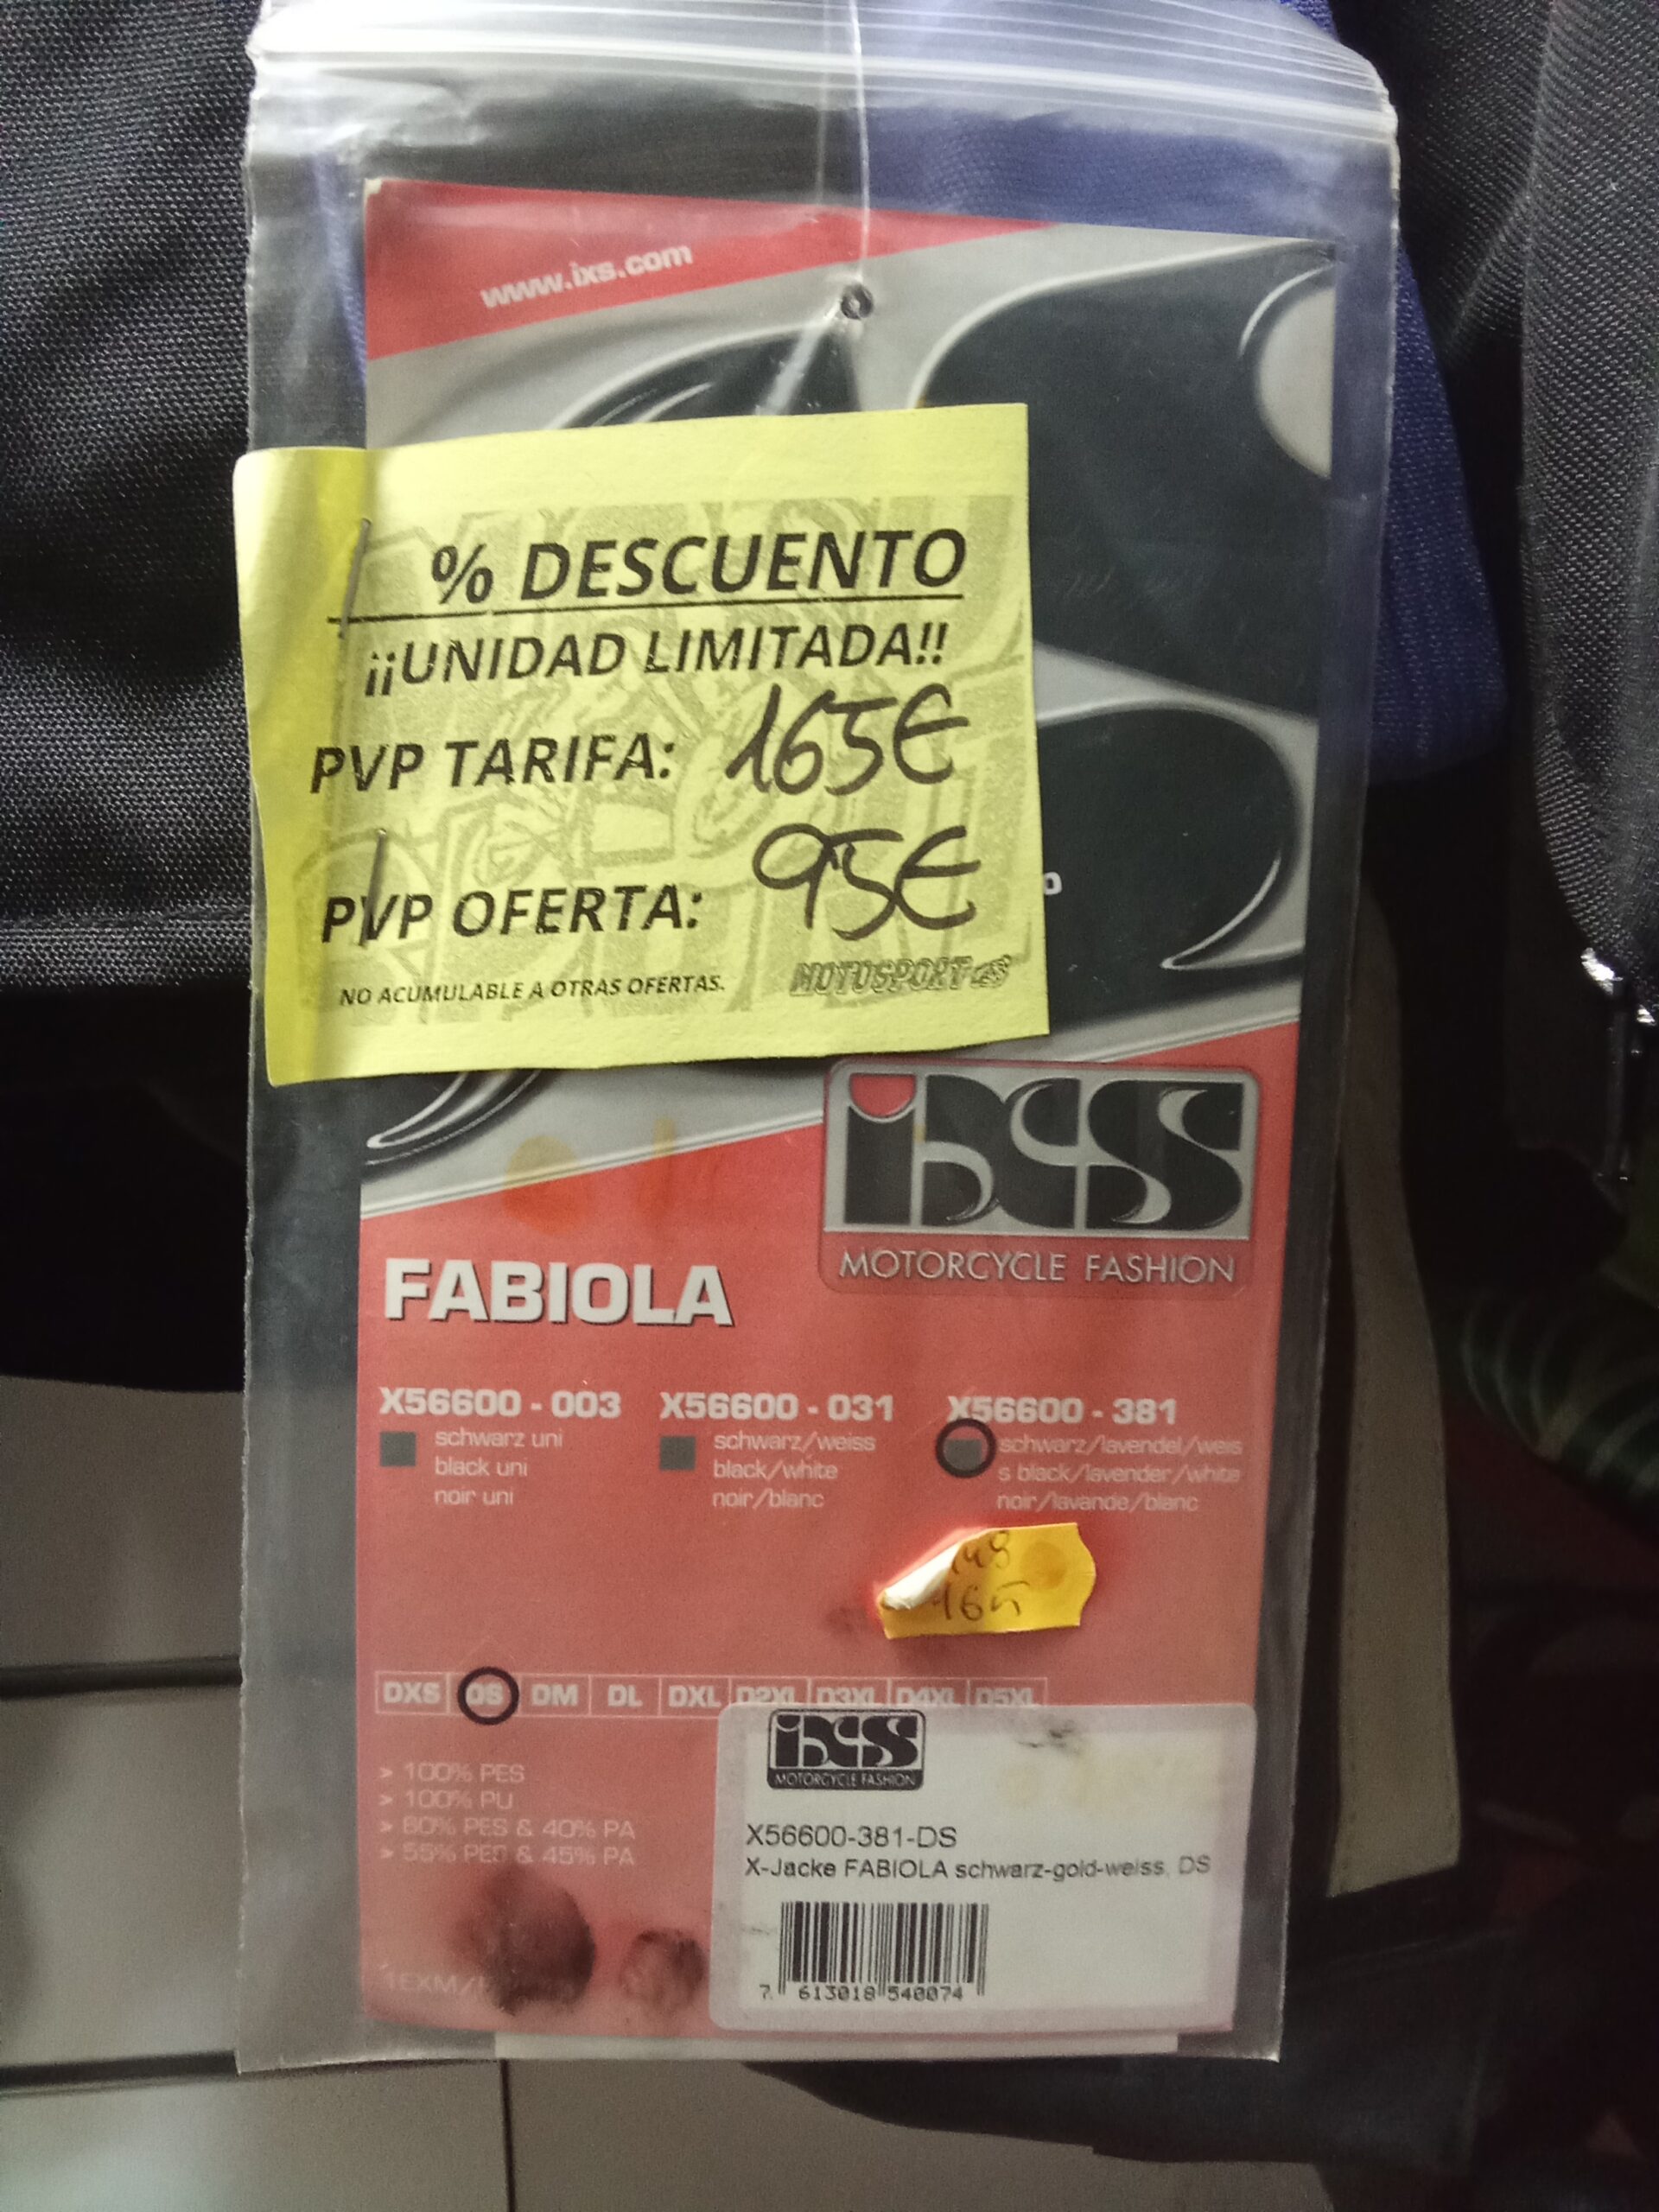 www.ixs.com
% DESCUENTO
¡¡UNIDAD LIMITADA!!
PVP TARIFA: 165€
PVP OFERTA: 95€
NO ACUMULABLE A OTRAS OFERTAS. MOTOSPORT
iXS
MOTORCYCLE FASHION
FABIOLA
X56600 - 003
schwarz uni
black uni
noir uni
X56600 - 031
schwarz/weiss
black/white
noir/blanc
X56600 - 381
schwarz/lavendel/weis
s black/lavender/white
noir/lavande/blanc
165
DXS DS DM DL DXL D2XL D3XL D4XL D5XL
> 100% PES
> 100% PU
> 60% PES & 40% PA
> 55% PES & 45% PA
iXS
MOTORCYCLE FASHION
X56600-381-DS
X-Jacke FABIOLA schwarz-gold-weiss, DS
7 613018 540074